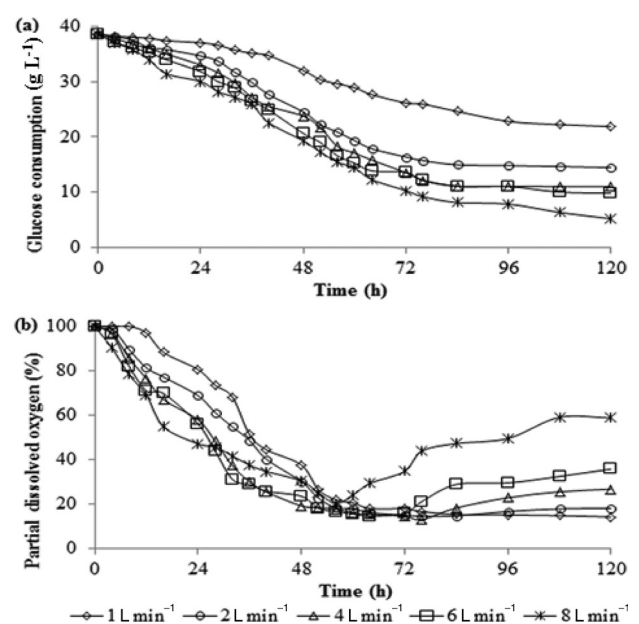 (a)
40
30
20
10
0
Glucose consumption (g L⁻¹)
0 24 48 72 96 120
Time (h)
(b)
100
80
60
40
20
0
Partial dissolved oxygen (%)
0 24 48 72 96 120
Time (h)
1 L min⁻¹ 2 L min⁻¹ 4 L min⁻¹ 6 L min⁻¹ 8 L min⁻¹